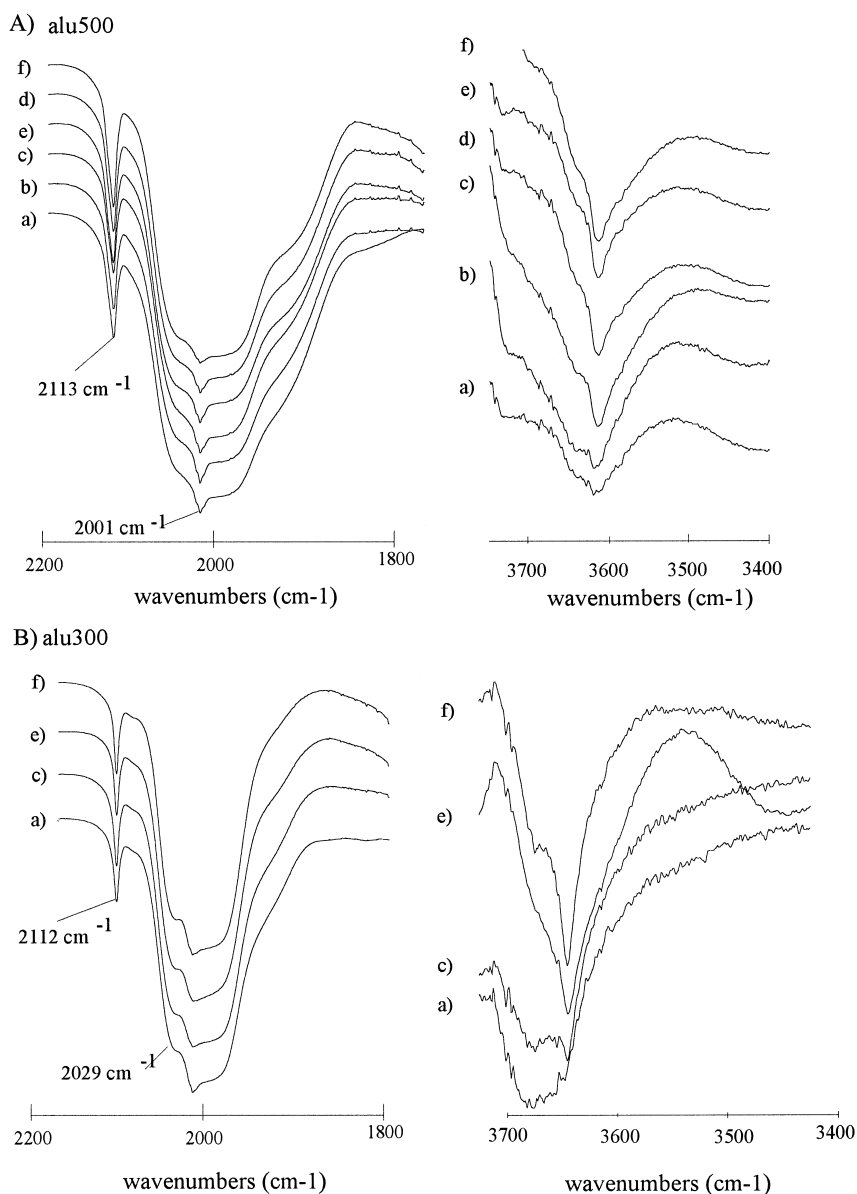 A) alu500
f)
d)
e)
c)
b)
a)
2113 cm -1
2001 cm -1
2200 2000 1800
wavenumbers (cm-1)
f)
e)
d)
c)
b)
a)
3700 3600 3500 3400
wavenumbers (cm-1)
B) alu300
f)
e)
c)
a)
2112 cm -1
2029 cm -1
2200 2000 1800
wavenumbers (cm-1)
f)
e)
c)
a)
3700 3600 3500 3400
wavenumbers (cm-1)